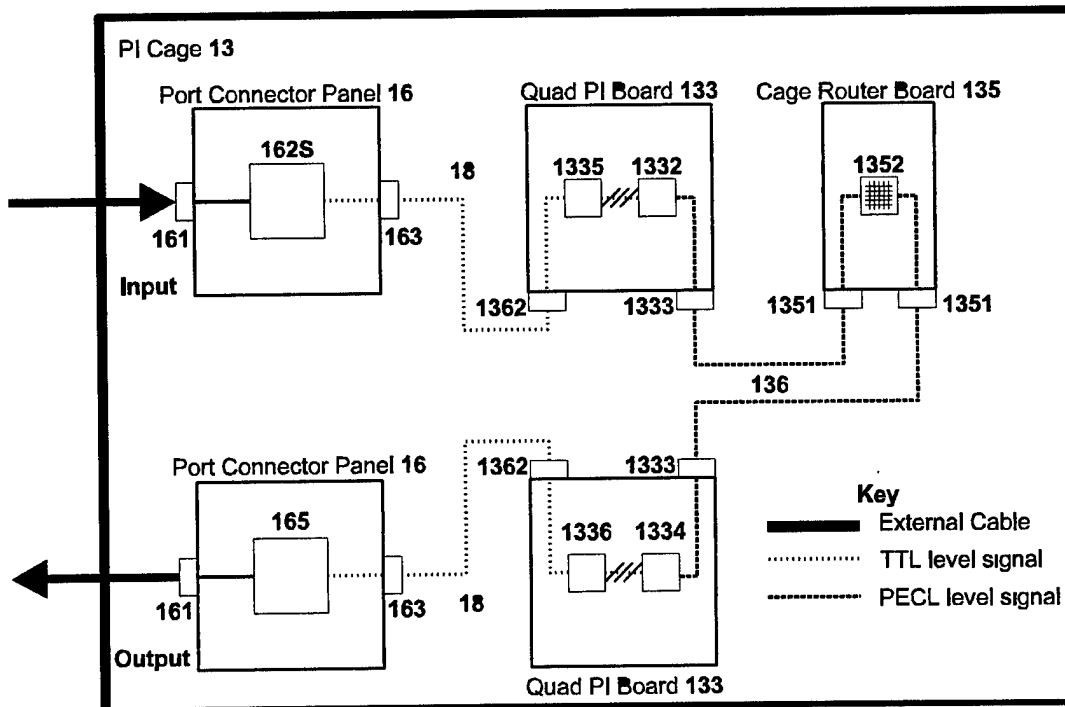 PI Cage 13
Port Connector Panel 16
Quad PI Board 133
Cage Router Board 135
162S
18
1335
1332
1352
161
163
Input
1362
1333
1351
1351
136
Port Connector Panel 16
1362
1333
165
1336
1334
161
163
18
Output
Quad PI Board 133
Key
External Cable
TTL level signal
PECL level signal